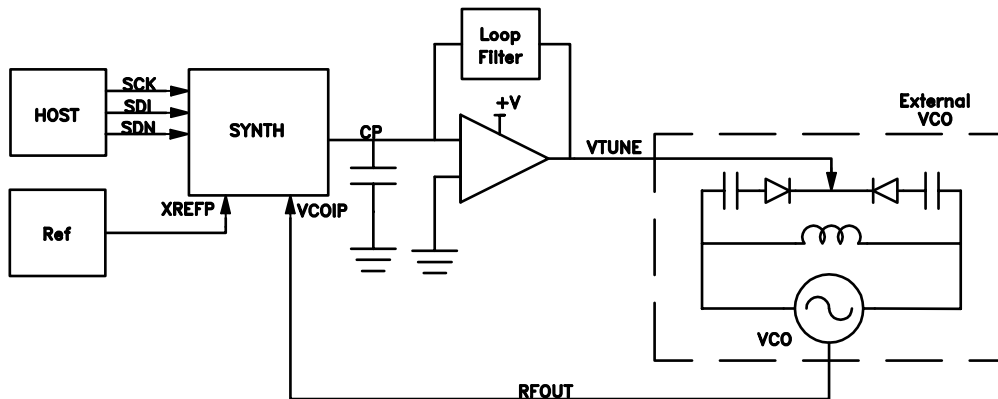 Loop
Filter
HOST
SCK
SDI
SDN
SYNTH
CP
+V
VTUNE
External
VCO
Ref
XREFP
VCOIP
VCO
RFOUT